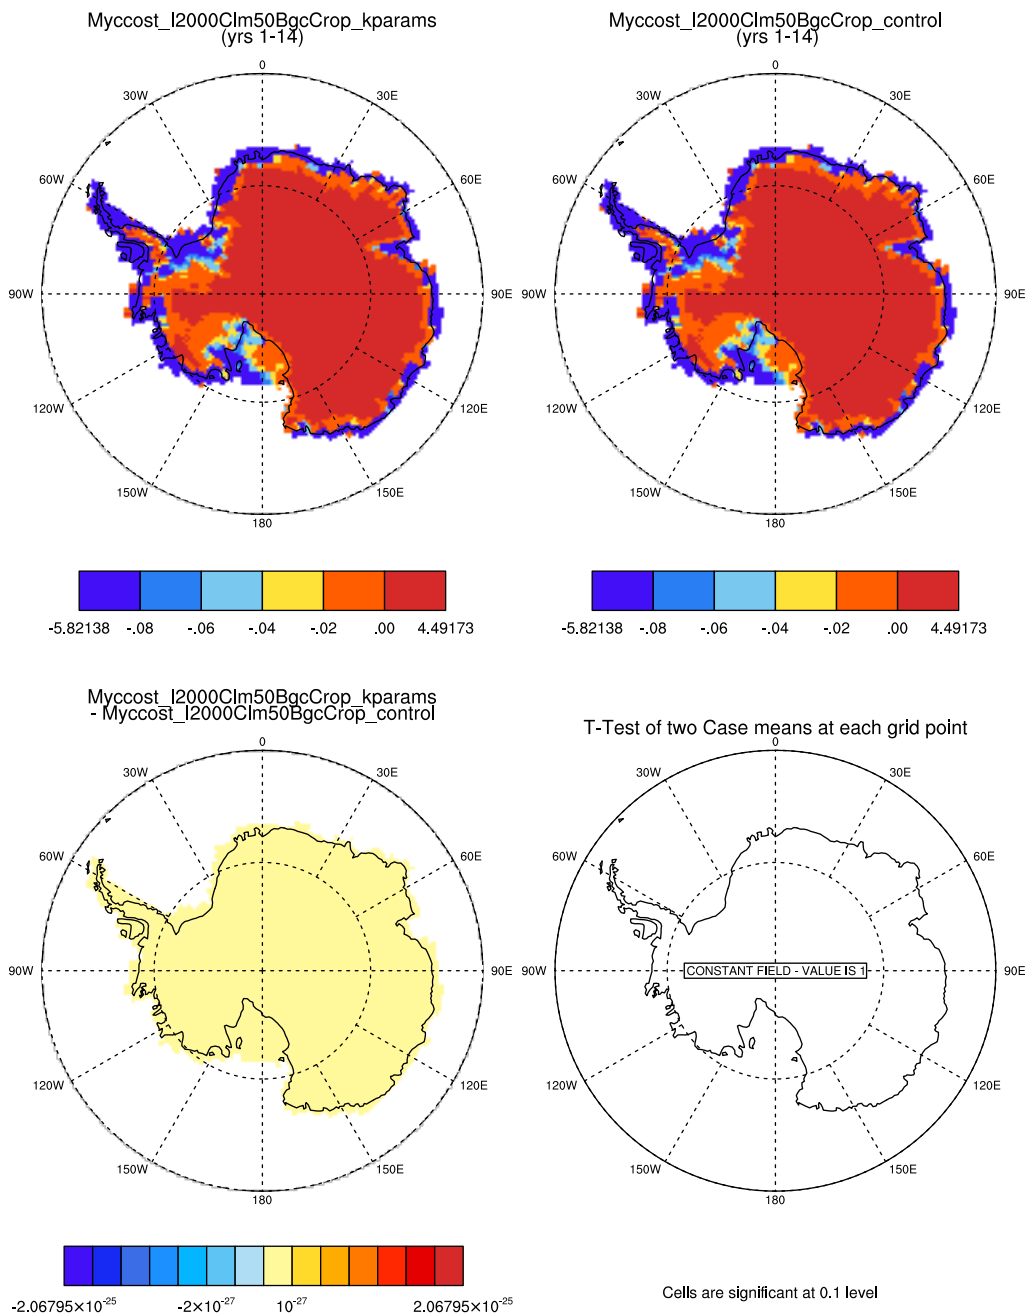 Myccost_I2000Clm50BgcCrop_kparams
(yrs 1-14)
0
30W
30E
60W
60E
90W
90E
120W
120E
150W
150E
180
-5.82138 -.08 -.06 -.04 -.02 .00 4.49173
Myccost_I2000Clm50BgcCrop_control
(yrs 1-14)
0
30W
30E
60W
60E
90W
90E
120W
120E
150W
150E
180
-5.82138 -.08 -.06 -.04 -.02 .00 4.49173
Myccost_I2000Clm50BgcCrop_kparams
- Myccost_I2000Clm50BgcCrop_control
0
30W
30E
60W
60E
90W
90E
120W
120E
150W
150E
180
-2.06795×10⁻²⁵ -2×10⁻²⁷ 10⁻²⁷ 2.06795×10⁻²⁵
T-Test of two Case means at each grid point
0
30W
30E
60W
60E
90W
CONSTANT FIELD - VALUE IS 1
90E
120W
120E
150W
150E
180
Cells are significant at 0.1 level